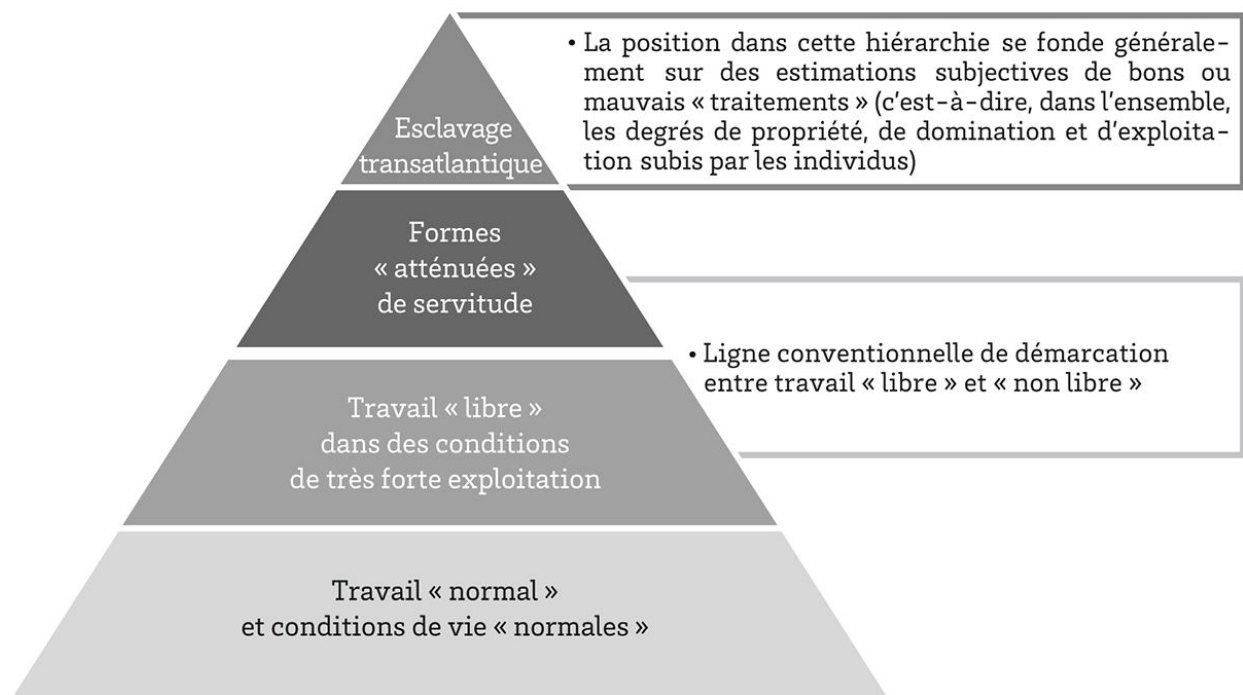 • La position dans cette hiérarchie se fonde générale-
ment sur des estimations subjectives de bons ou
mauvais « traitements » (c'est-à-dire, dans l'ensemble,
les degrés de propriété, de domination et d'exploita-
tion subis par les individus)
Esclavage
transatlantique
Formes
« atténuées »
de servitude
• Ligne conventionnelle de démarcation
entre travail « libre » et « non libre »
Travail « libre »
dans des conditions
de très forte exploitation
Travail « normal »
et conditions de vie « normales »